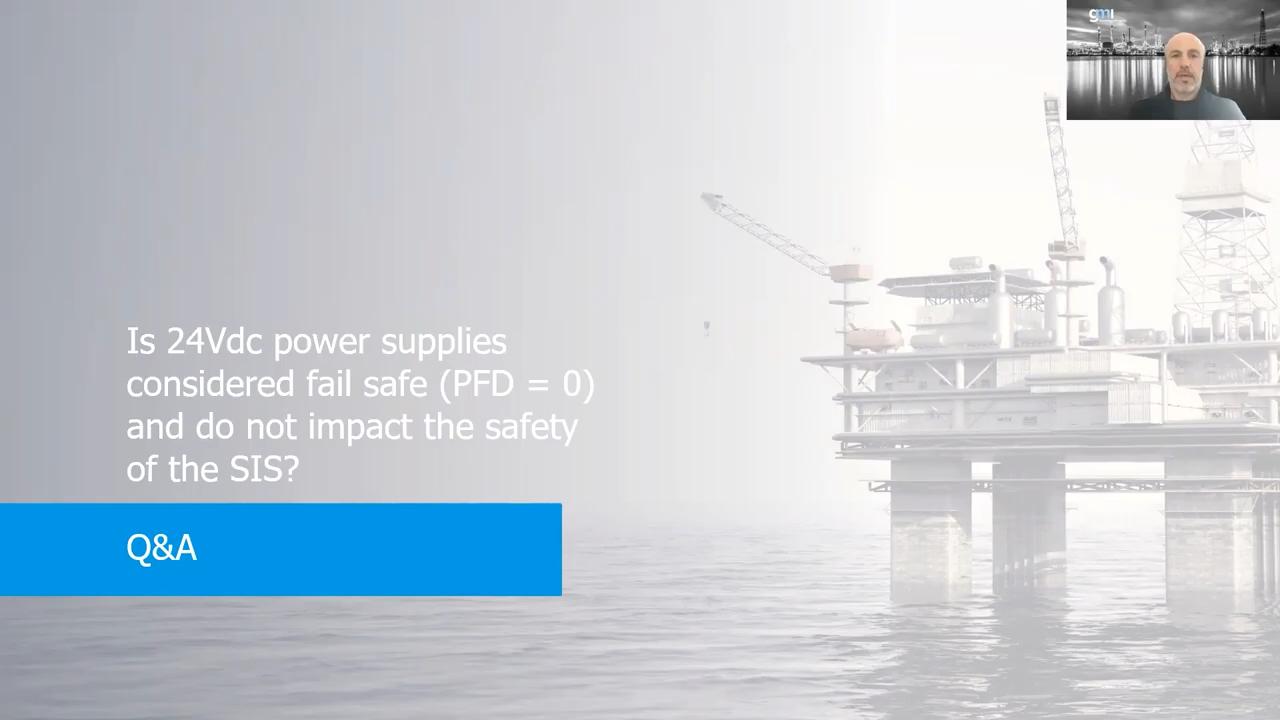 gmi
Is 24Vdc power supplies
considered fail safe (PFD = 0)
and do not impact the safety
of the SIS?
Q&A